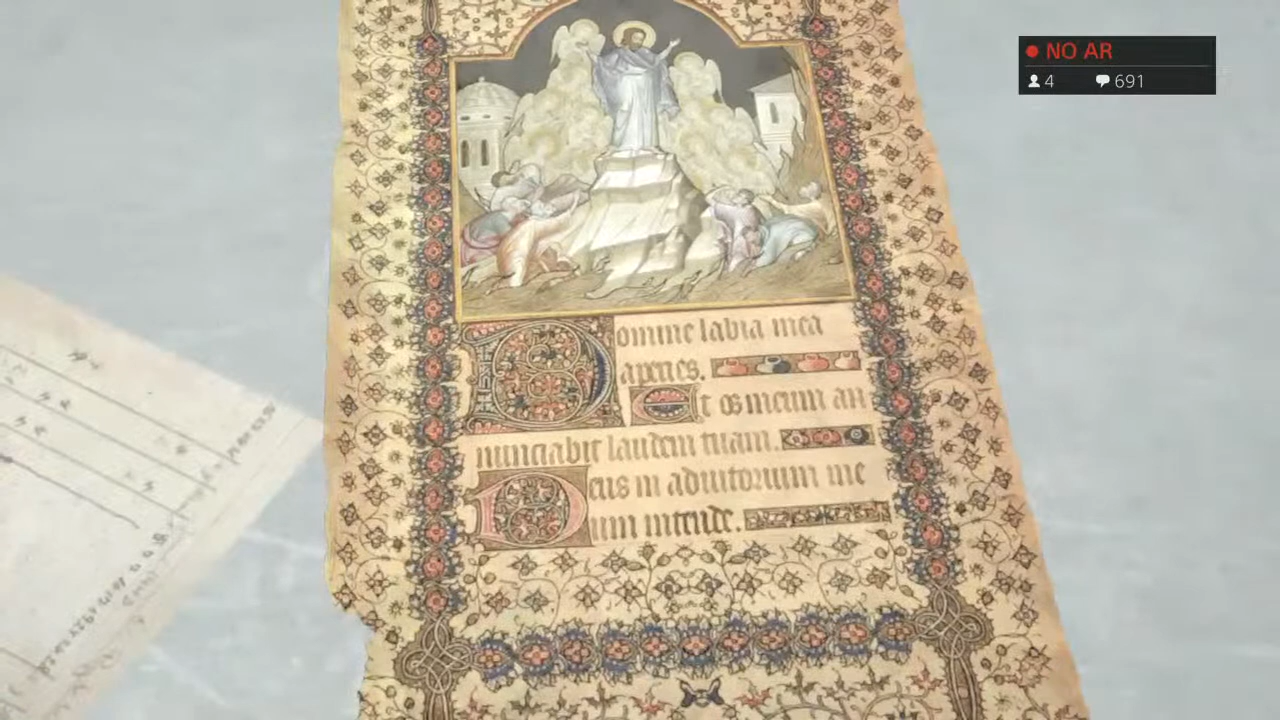 NO AR
4 691
Domine labia mea
aperies.
Et os meum an
nunciabit laudem tuam.
Deus in adiutorium me
um intende.